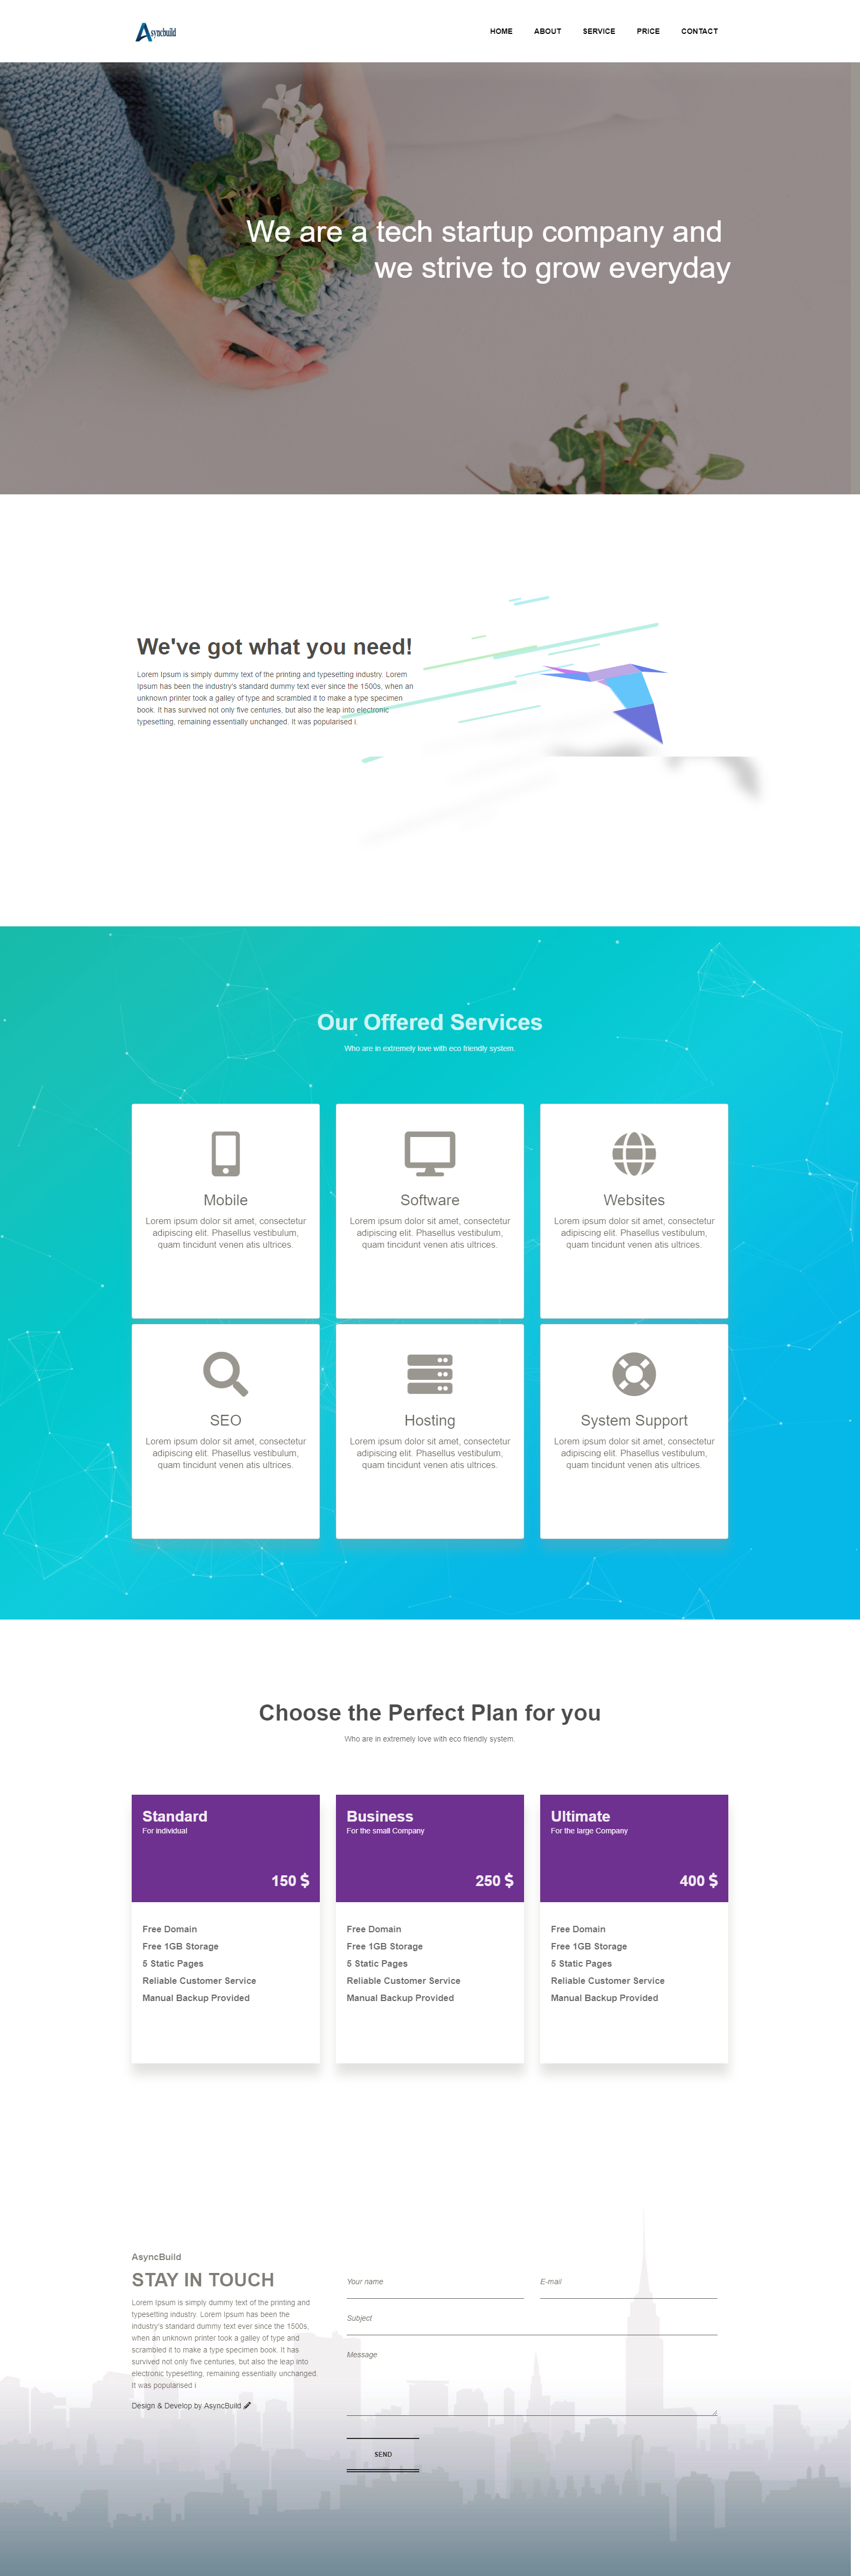 Asyncbuild
HOME ABOUT SERVICE PRICE CONTACT
We are a tech startup company and
we strive to grow everyday
We've got what you need!
Lorem Ipsum is simply dummy text of the printing and typesetting industry. Lorem
Ipsum has been the industry's standard dummy text ever since the 1500s, when an
unknown printer took a galley of type and scrambled it to make a type specimen
book. It has survived not only five centuries, but also the leap into electronic
typesetting, remaining essentially unchanged. It was popularised i.
Our Offered Services
Who are in extremely love with eco friendly system.
Mobile
Lorem ipsum dolor sit amet, consectetur
adipiscing elit. Phasellus vestibulum,
quam tincidunt venen atis ultrices.
Software
Lorem ipsum dolor sit amet, consectetur
adipiscing elit. Phasellus vestibulum,
quam tincidunt venen atis ultrices.
Websites
Lorem ipsum dolor sit amet, consectetur
adipiscing elit. Phasellus vestibulum,
quam tincidunt venen atis ultrices.
SEO
Lorem ipsum dolor sit amet, consectetur
adipiscing elit. Phasellus vestibulum,
quam tincidunt venen atis ultrices.
Hosting
Lorem ipsum dolor sit amet, consectetur
adipiscing elit. Phasellus vestibulum,
quam tincidunt venen atis ultrices.
System Support
Lorem ipsum dolor sit amet, consectetur
adipiscing elit. Phasellus vestibulum,
quam tincidunt venen atis ultrices.
Choose the Perfect Plan for you
Who are in extremely love with eco friendly system.
Standard
For individual
150 $
Free Domain
Free 1GB Storage
5 Static Pages
Reliable Customer Service
Manual Backup Provided
Business
For the small Company
250 $
Free Domain
Free 1GB Storage
5 Static Pages
Reliable Customer Service
Manual Backup Provided
Ultimate
For the large Company
400 $
Free Domain
Free 1GB Storage
5 Static Pages
Reliable Customer Service
Manual Backup Provided
AsyncBuild
STAY IN TOUCH
Lorem Ipsum is simply dummy text of the printing and
typesetting industry. Lorem Ipsum has been the
industry's standard dummy text ever since the 1500s,
when an unknown printer took a galley of type and
scrambled it to make a type specimen book. It has
survived not only five centuries, but also the leap into
electronic typesetting, remaining essentially unchanged.
It was popularised i
Design & Develop by AsyncBuild
Your name
E-mail
Subject
Message
SEND